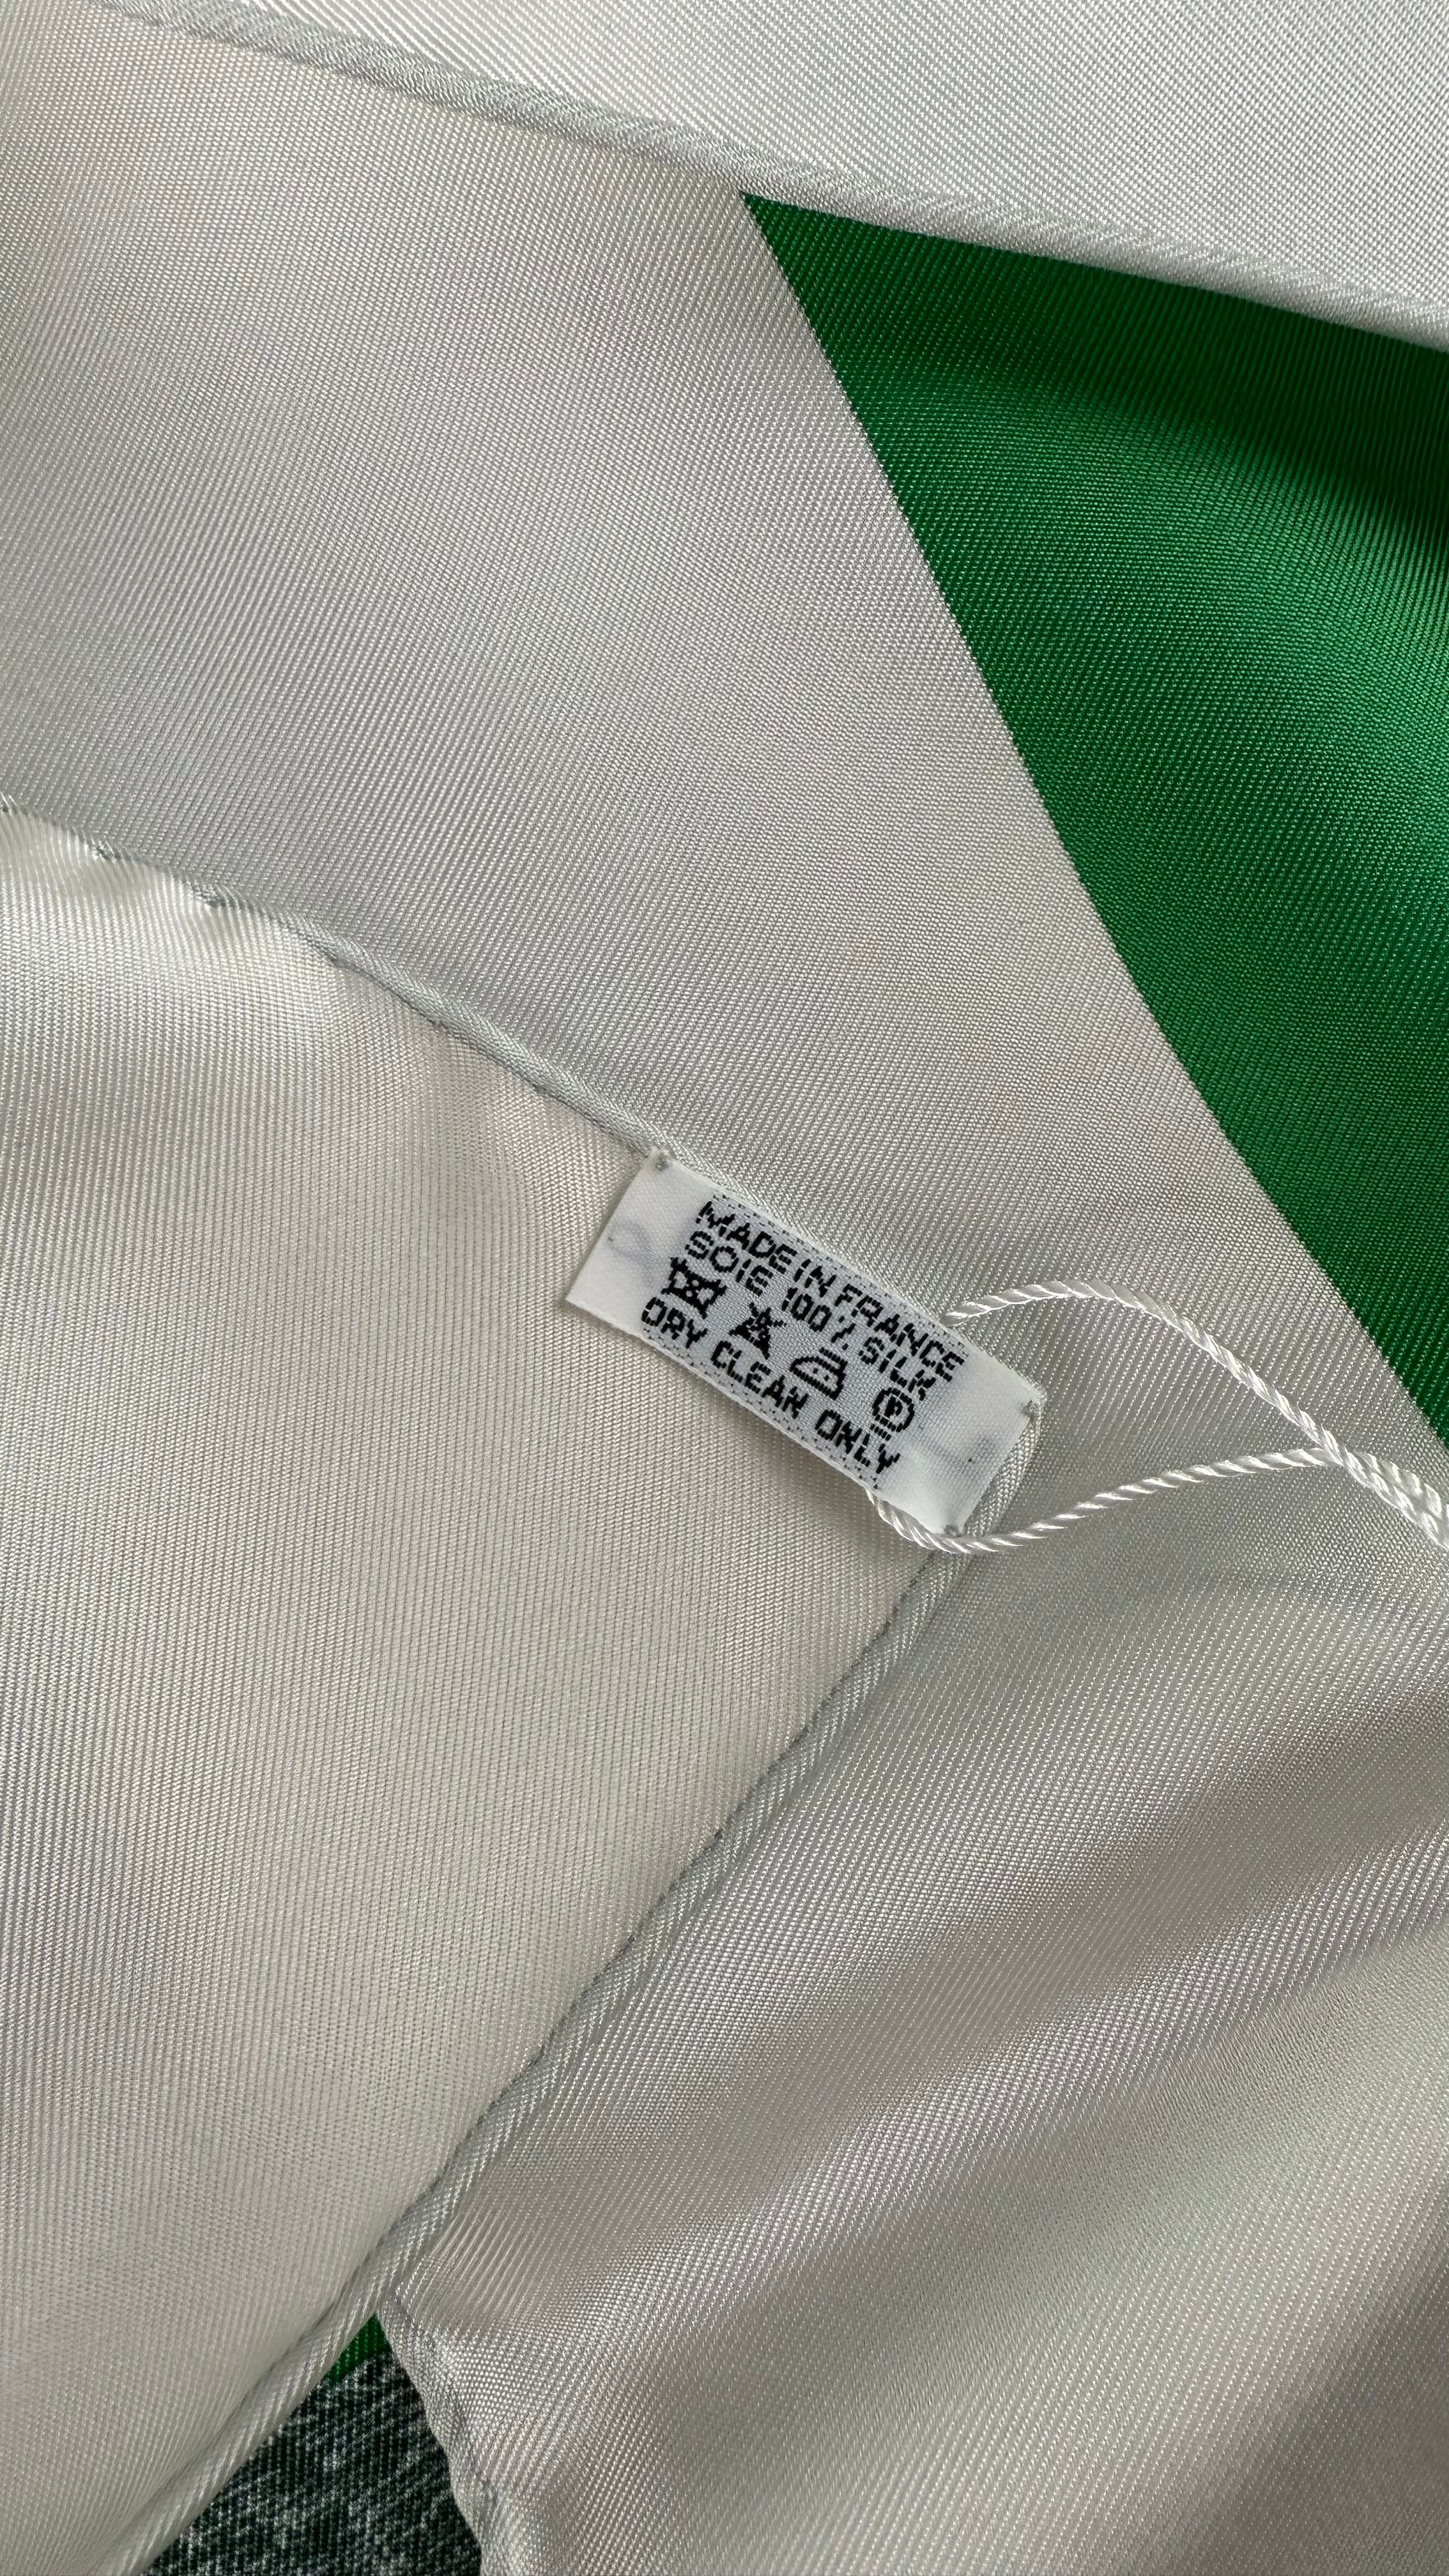 MADE IN FRANCE
SOIE 100% SILK
P
DRY CLEAN ONLY